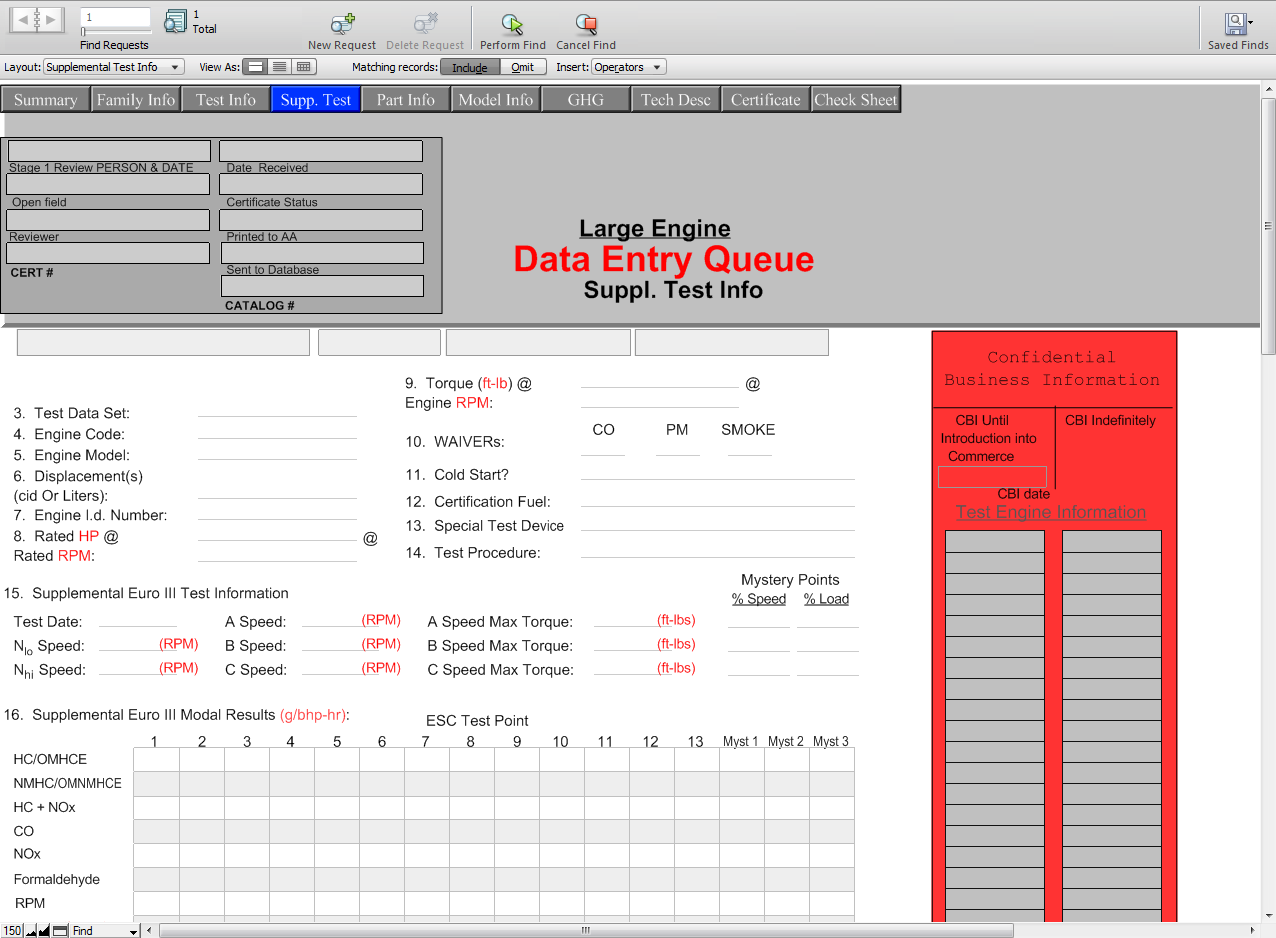 1
1
Total
Find Requests
New Request
Delete Request
Perform Find
Cancel Find
Saved Finds
Layout: Supplemental Test Info
View As:
Matching records: Include Omit
Insert: Operators
Summary
Family Info
Test Info
Supp. Test
Part Info
Model Info
GHG
Tech Desc
Certificate
Check Sheet
Stage 1 Review PERSON & DATE
Date Received
Open field
Certificate Status
Reviewer
Printed to AA
CERT #
Sent to Database
CATALOG #
Large Engine
Data Entry Queue
Suppl. Test Info
3. Test Data Set:
4. Engine Code:
5. Engine Model:
6. Displacement(s)
(cid Or Liters):
7. Engine I.d. Number:
8. Rated HP @
@
Rated RPM:
9. Torque (ft-lb) @
@
Engine RPM:
CO PM SMOKE
10. WAIVERs:
11. Cold Start?
12. Certification Fuel:
13. Special Test Device
14. Test Procedure:
Confidential
Business Information
CBI Until
Introduction into
Commerce
CBI Indefinitely
CBI date
Test Engine Information
15. Supplemental Euro III Test Information
Mystery Points
% Speed % Load
Test Date: A Speed: (RPM) A Speed Max Torque: (ft-lbs)
Nlo Speed: (RPM) B Speed: (RPM) B Speed Max Torque: (ft-lbs)
Nhi Speed: (RPM) C Speed: (RPM) C Speed Max Torque: (ft-lbs)
16. Supplemental Euro III Modal Results (g/bhp-hr):
ESC Test Point
1 2 3 4 5 6 7 8 9 10 11 12 13 Myst 1 Myst 2 Myst 3
HC/OMHCE
NMHC/OMNMHCE
HC + NOx
CO
NOx
Formaldehyde
RPM
150
Find